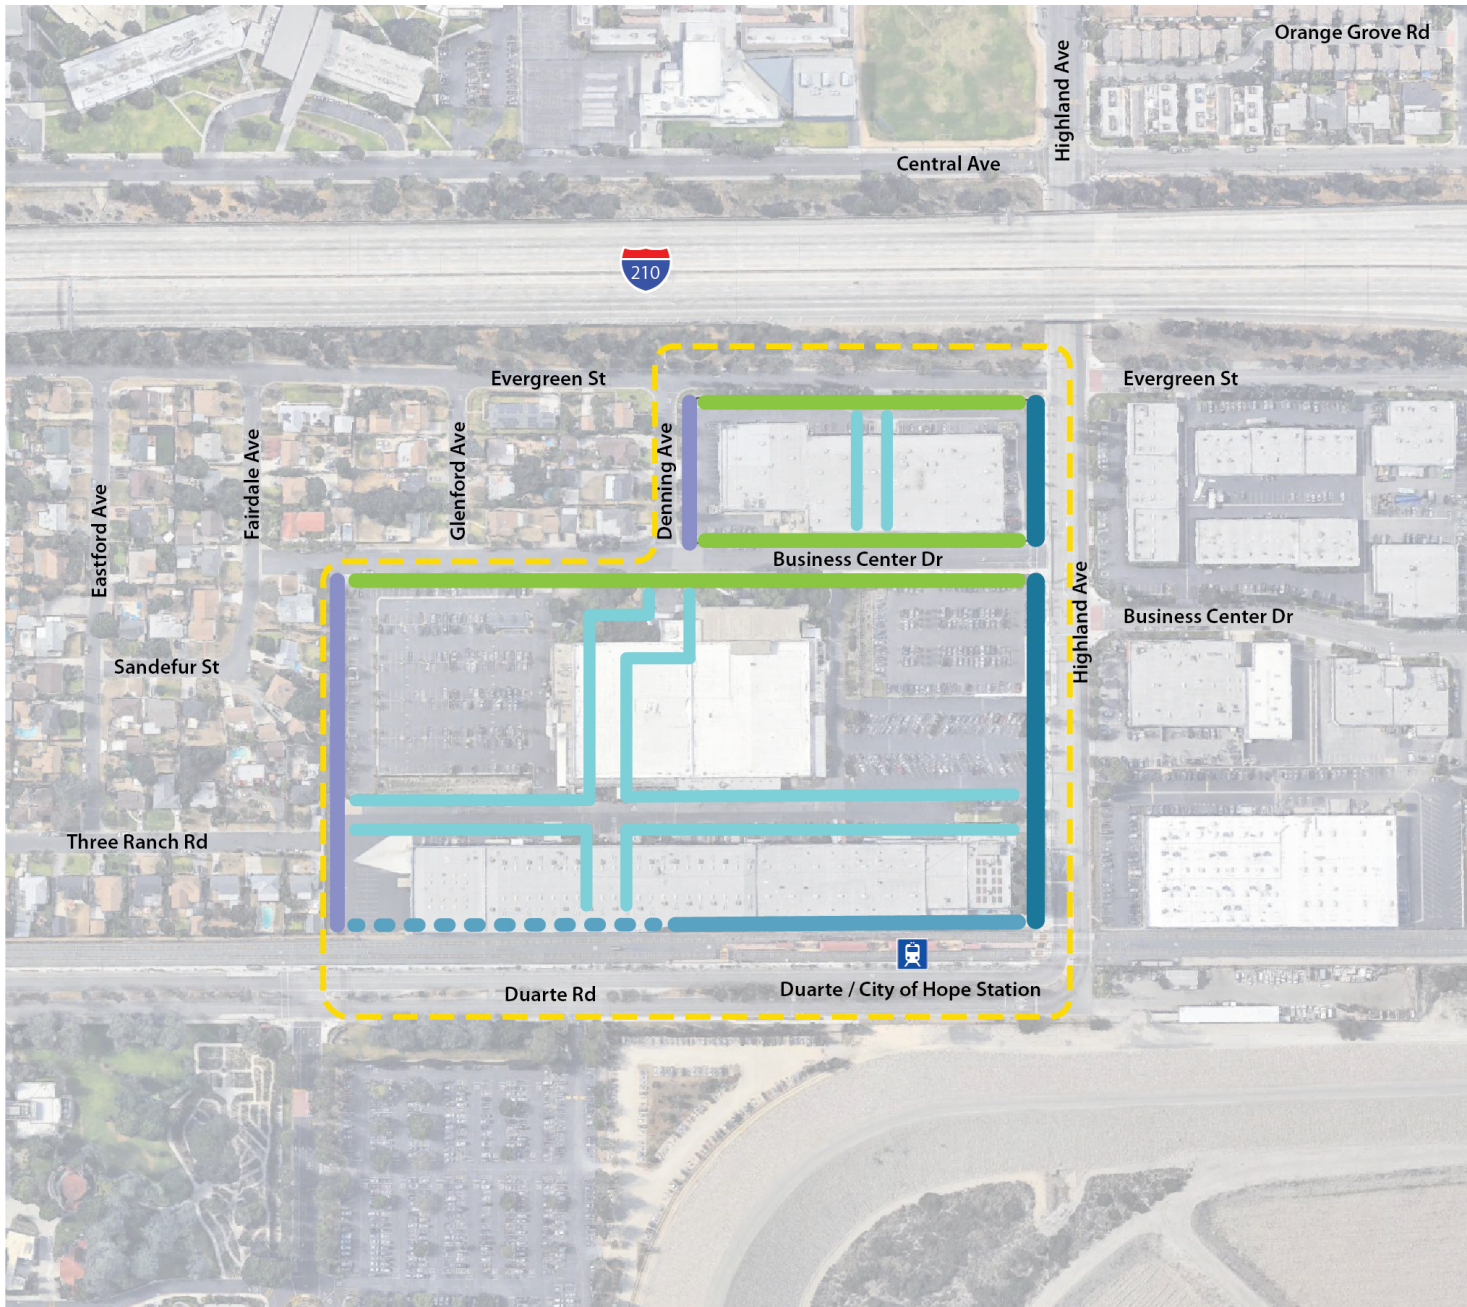 Orange Grove Rd
Highland Ave
Central Ave
210
Evergreen St
Evergreen St
Eastford Ave
Fairdale Ave
Glenford Ave
Denning Ave
Business Center Dr
Highland Ave
Business Center Dr
Sandefur St
Three Ranch Rd
Duarte Rd
Duarte / City of Hope Station